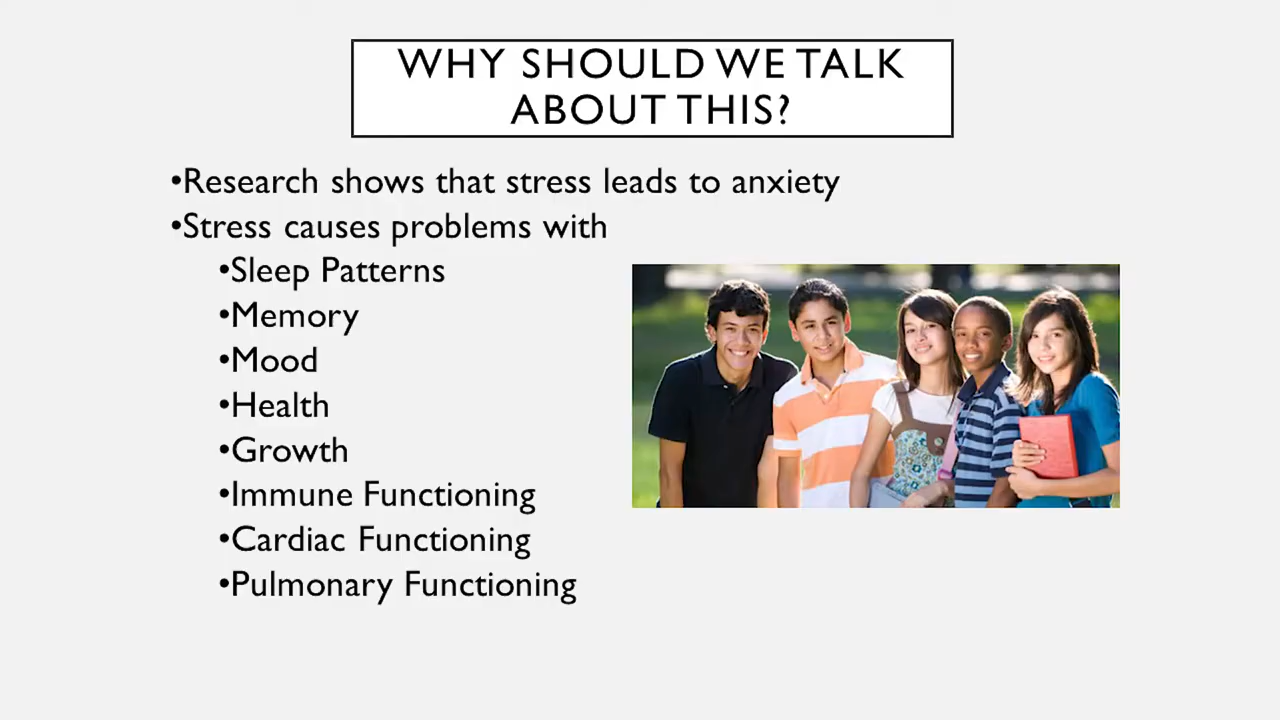 WHY SHOULD WE TALK
ABOUT THIS?
•Research shows that stress leads to anxiety
•Stress causes problems with
•Sleep Patterns
•Memory
•Mood
•Health
•Growth
•Immune Functioning
•Cardiac Functioning
•Pulmonary Functioning